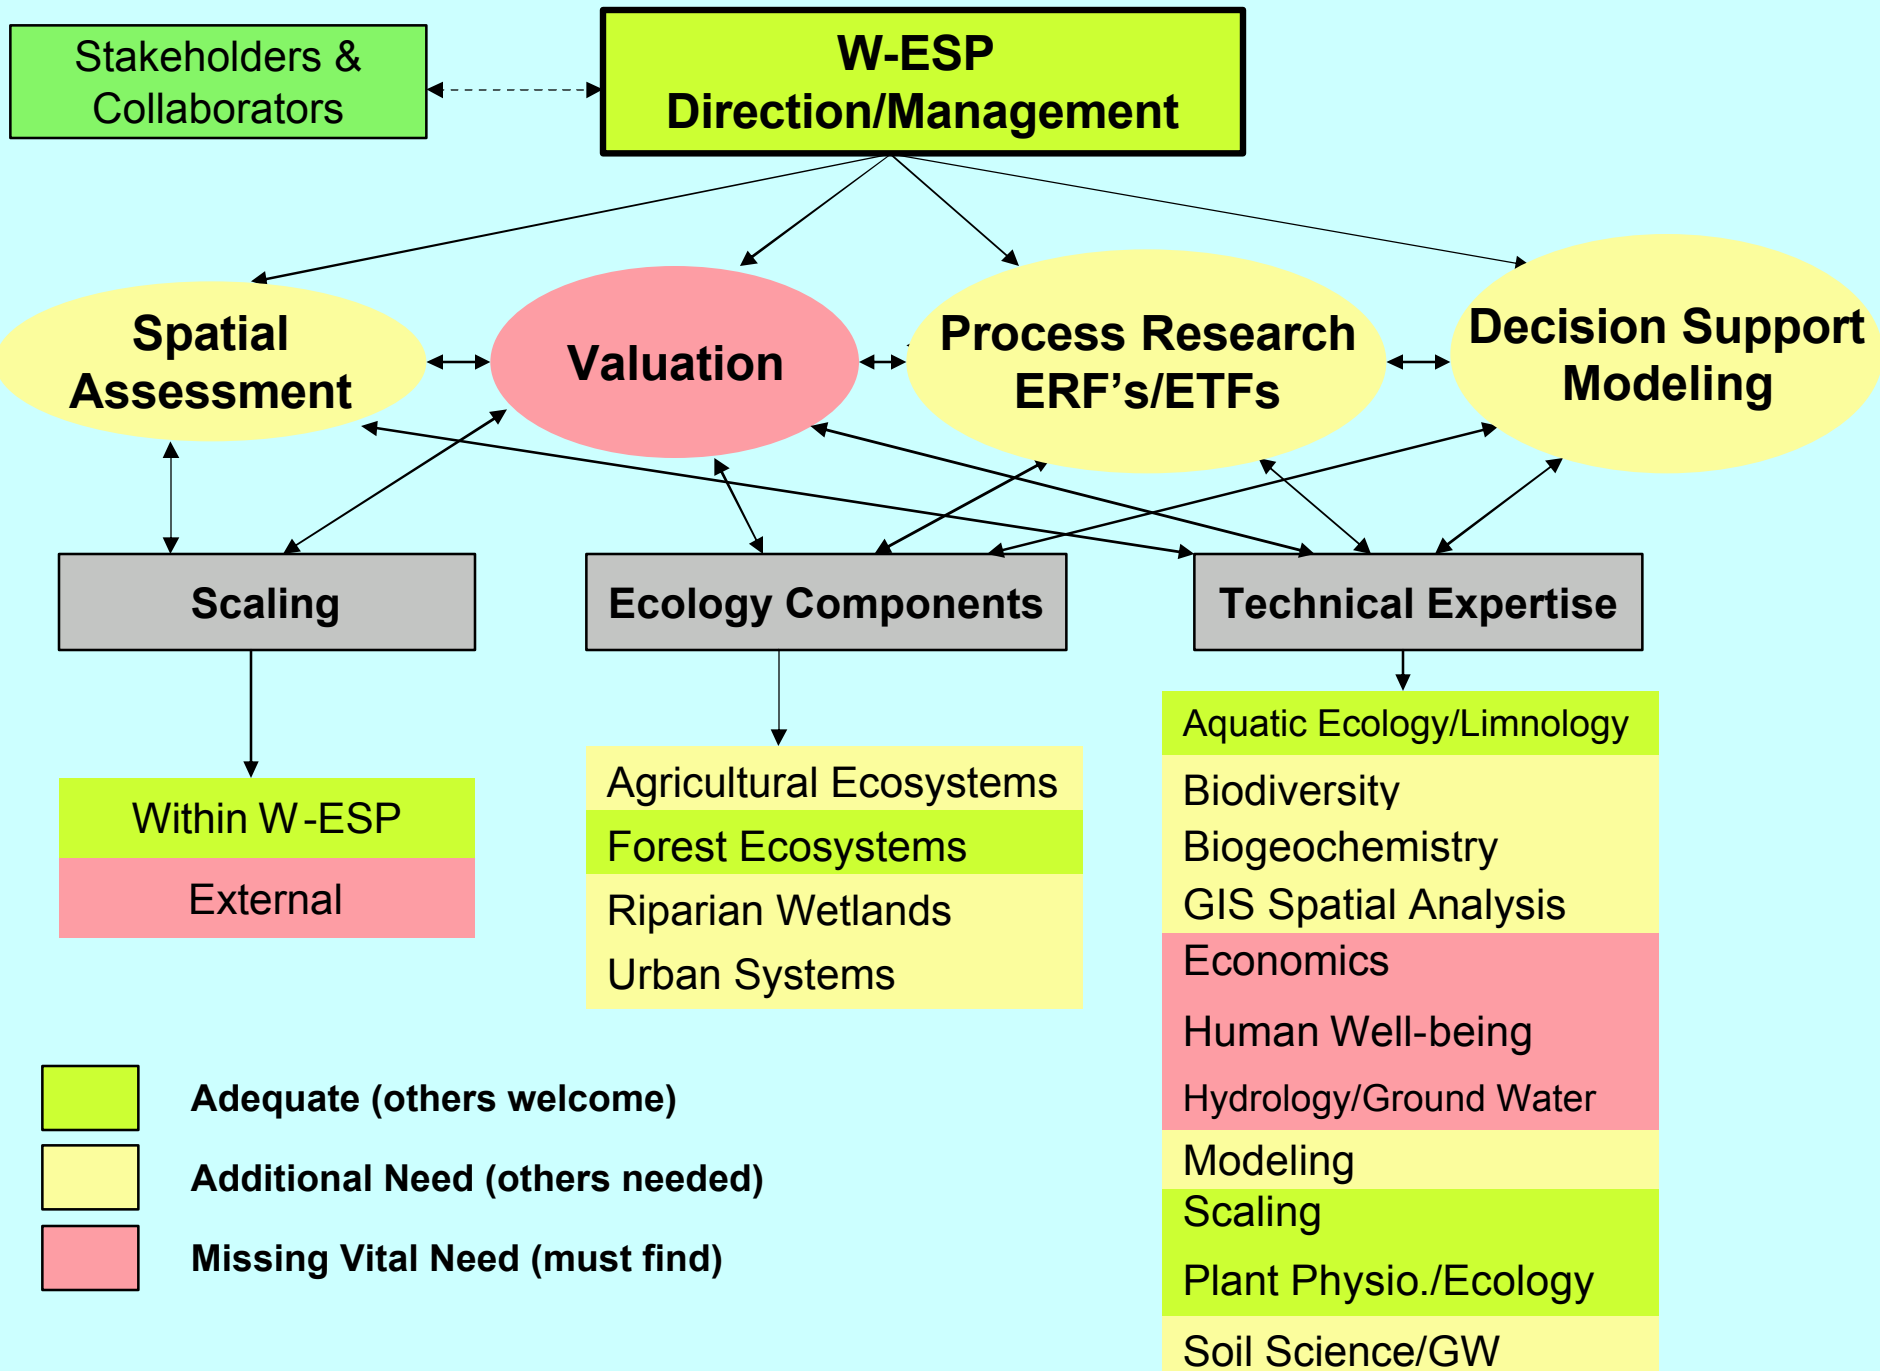 Stakeholders &
Collaborators
W-ESP
Direction/Management
Spatial
Assessment
Valuation
Process Research
ERF’s/ETFs
Decision Support
Modeling
Scaling
Ecology Components
Technical Expertise
Within W-ESP
External
Agricultural Ecosystems
Forest Ecosystems
Riparian Wetlands
Urban Systems
Aquatic Ecology/Limnology
Biodiversity
Biogeochemistry
GIS Spatial Analysis
Economics
Human Well-being
Hydrology/Ground Water
Modeling
Scaling
Plant Physio./Ecology
Soil Science/GW
Adequate (others welcome)
Additional Need (others needed)
Missing Vital Need (must find)